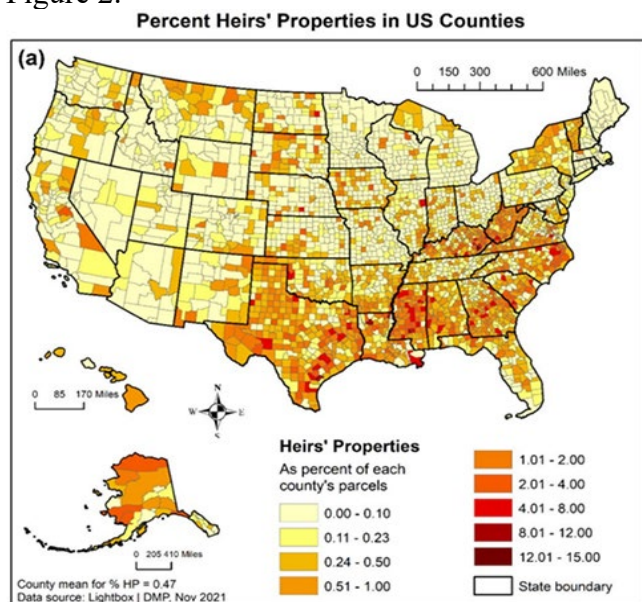 Figure 2.
Percent Heirs' Properties in US Counties
(a)
0 150 300 600 Miles
0 85 170 Miles
N
W E
S
0 205 410 Miles
County mean for % HP = 0.47
Data source: Lightbox | DMP, Nov 2021
Heirs' Properties
As percent of each
county's parcels
0.00 - 0.10
0.11 - 0.23
0.24 - 0.50
0.51 - 1.00
1.01 - 2.00
2.01 - 4.00
4.01 - 8.00
8.01 - 12.00
12.01 - 15.00
State boundary